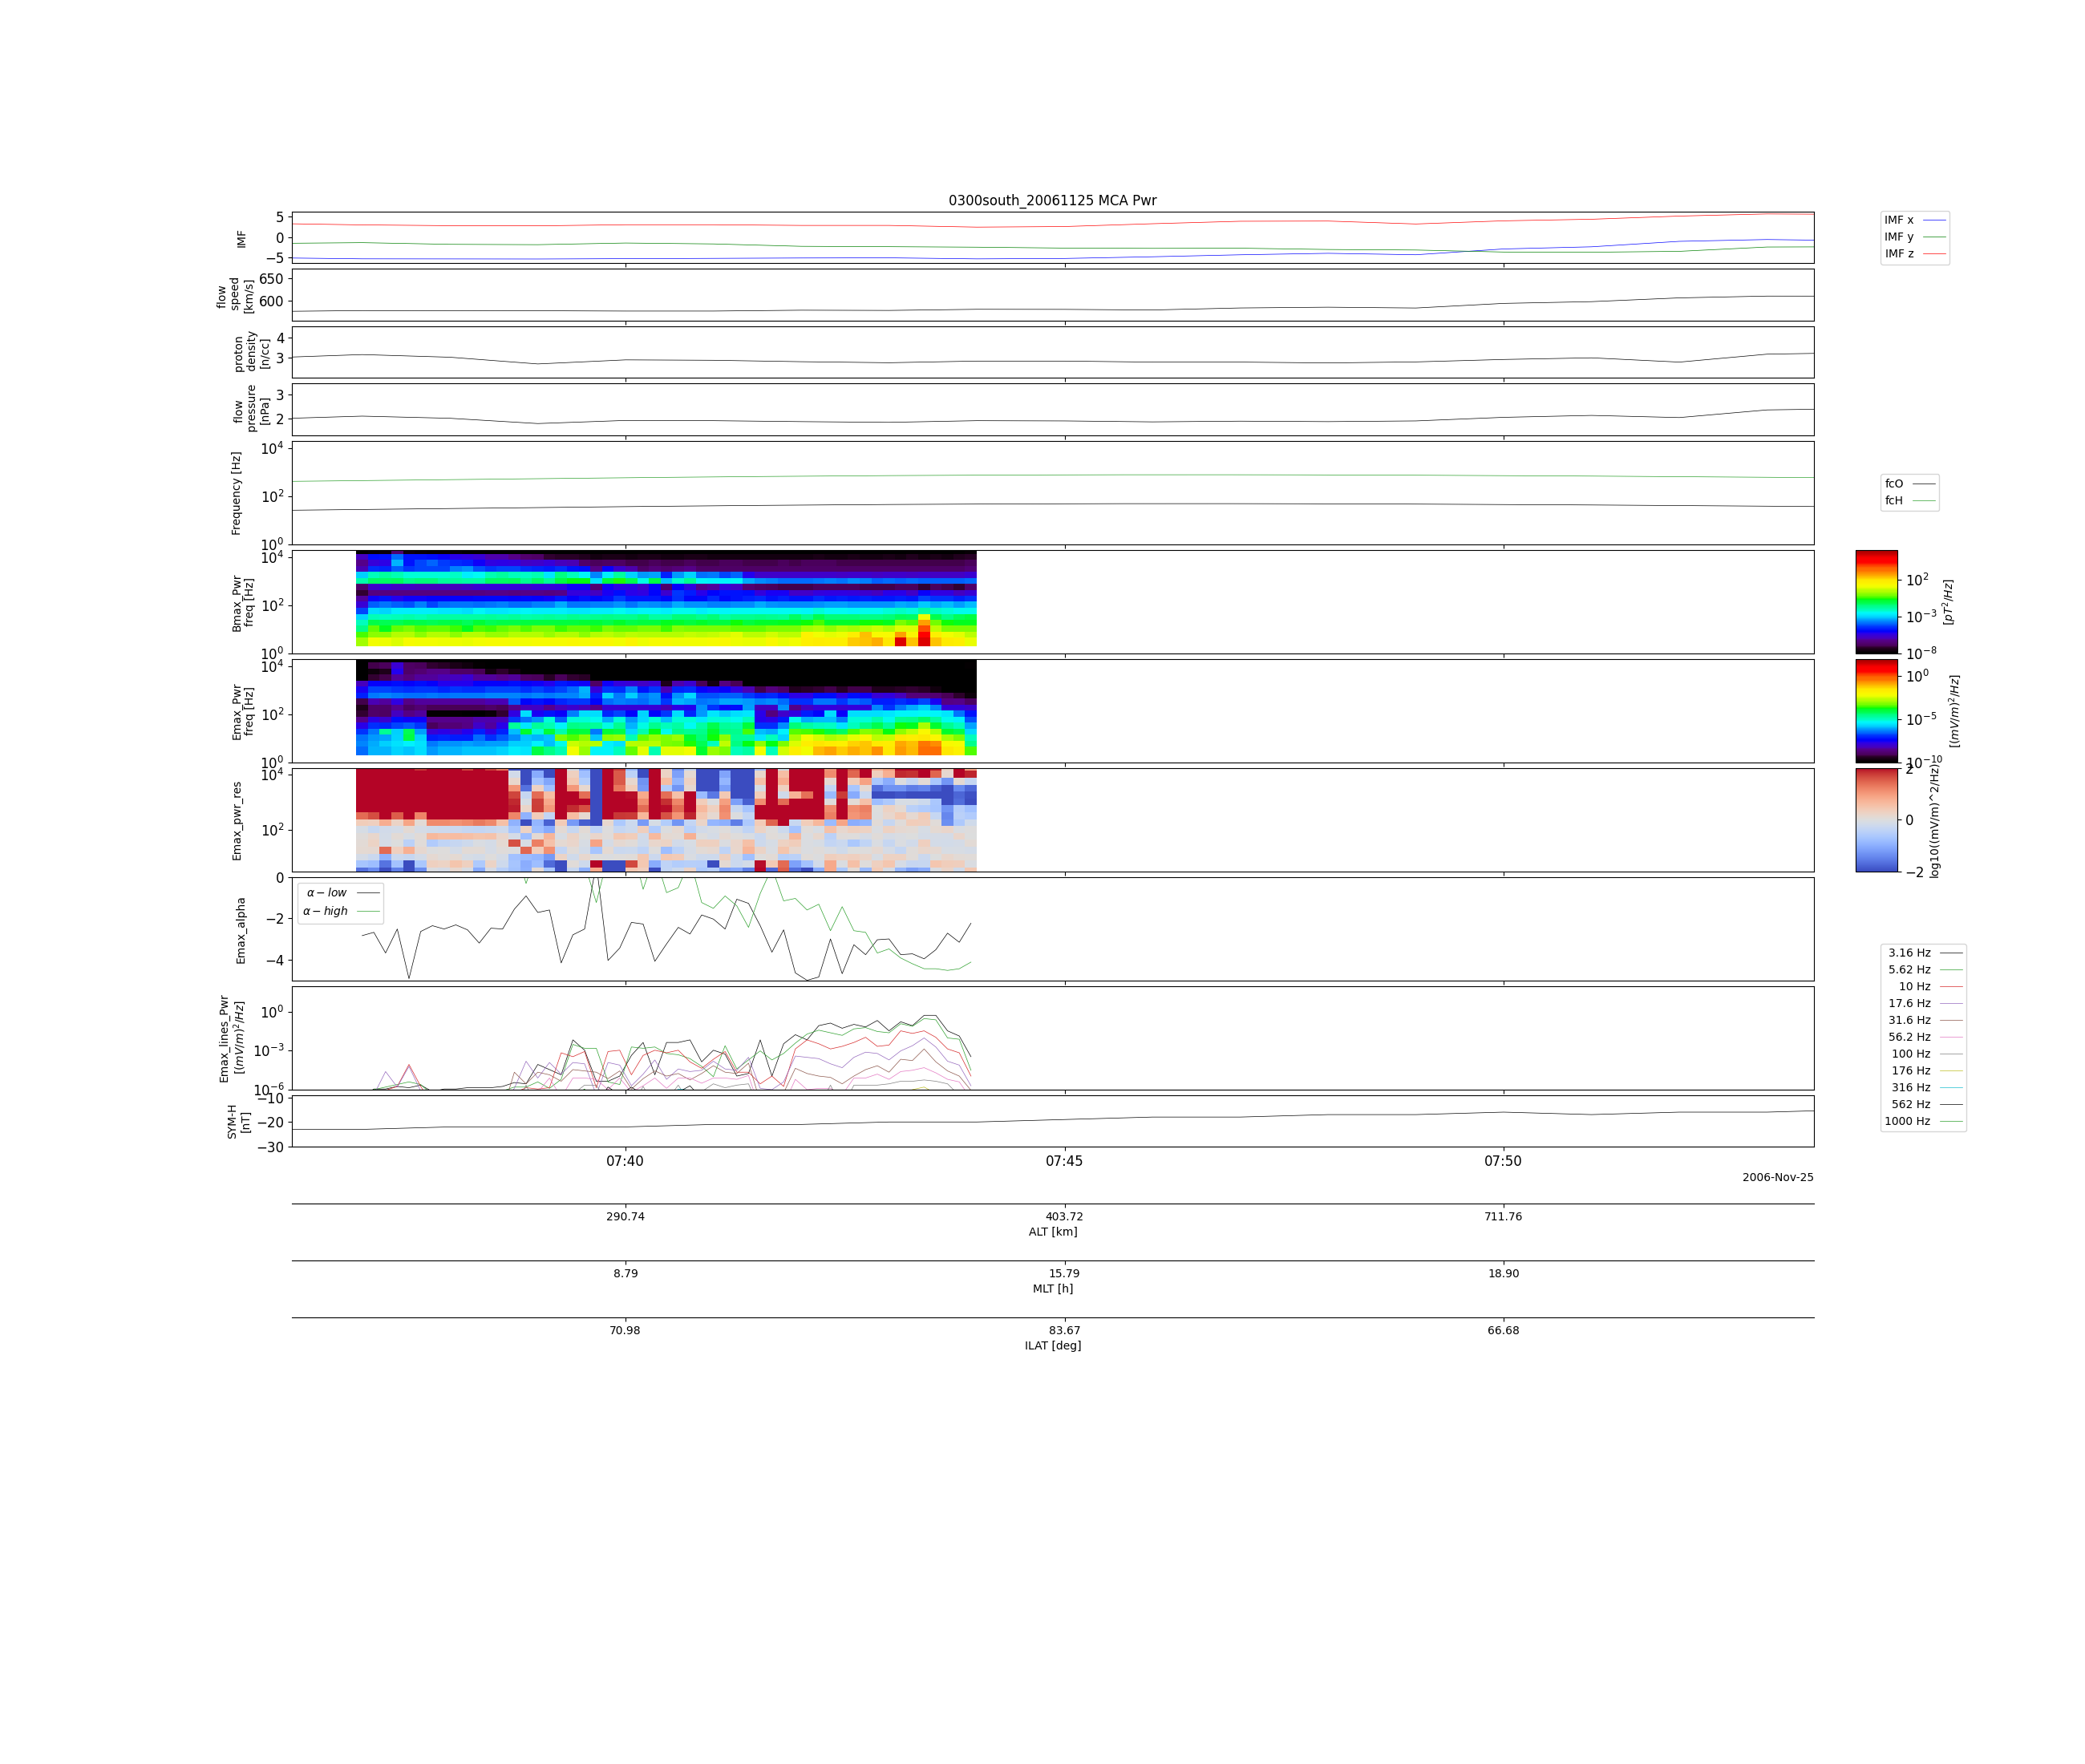 0300south_20061125 MCA Pwr
IMF
5
0
−5
IMF x
IMF y
IMF z
flow
speed
[km/s]
650
600
proton
density
[n/cc]
4
3
flow
pressure
[nPa]
3
2
Frequency [Hz]
10^4
10^2
10^0
fcO
fcH
Bmax_Pwr
freq [Hz]
10^4
10^2
10^0
10^2
10^−3
10^−8
[pT^2/Hz]
Emax_Pwr
freq [Hz]
10^4
10^2
10^0
10^0
10^−5
10^−10
[(mV/m)^2/Hz]
Emax_pwr_res
10^4
10^2
2
0
−2
log10((mV/m)^2/Hz)
Emax_alpha
0
−2
−4
α − low
α − high
Emax_lines_Pwr
[(mV/m)^2/Hz]
10^0
10^−3
10^−6
3.16 Hz
5.62 Hz
10 Hz
17.6 Hz
31.6 Hz
56.2 Hz
100 Hz
176 Hz
316 Hz
562 Hz
1000 Hz
SYM-H
[nT]
−10
−20
−30
07:40 07:45 07:50
2006-Nov-25
290.74 403.72 711.76
ALT [km]
8.79 15.79 18.90
MLT [h]
70.98 83.67 66.68
ILAT [deg]